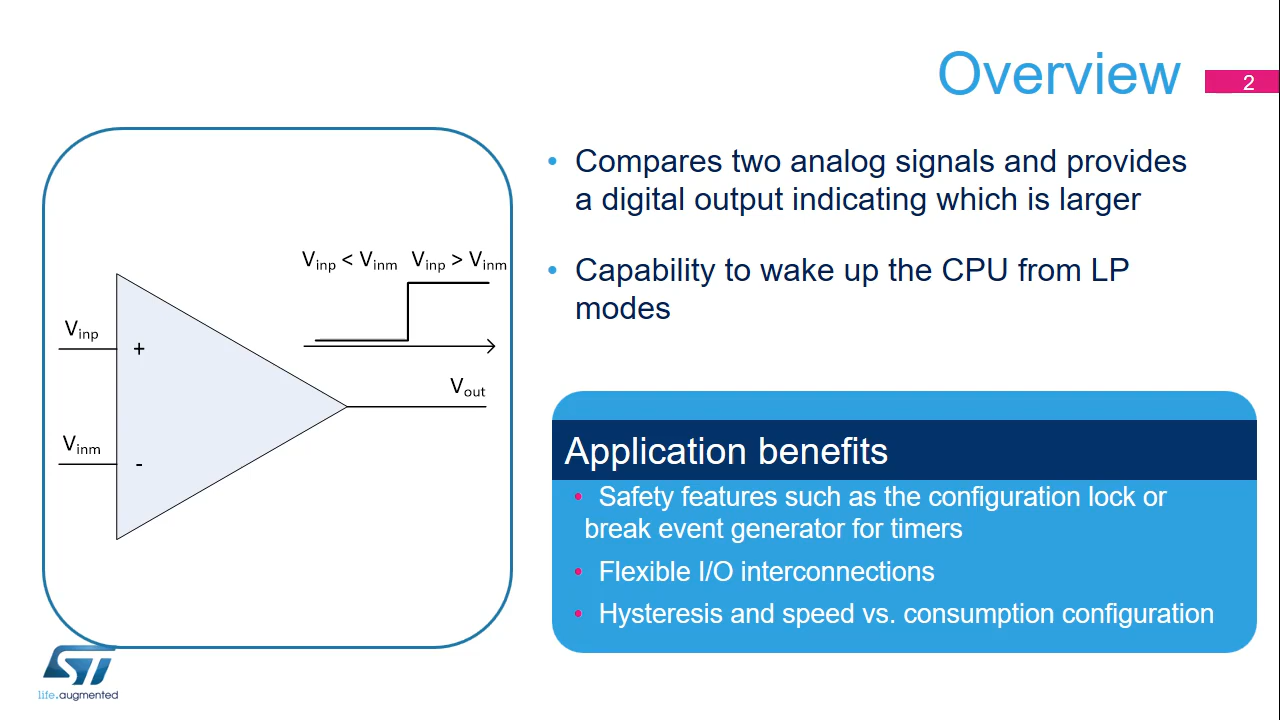 Overview
2
• Compares two analog signals and provides
a digital output indicating which is larger
• Capability to wake up the CPU from LP
modes
Vinp < Vinm Vinp > Vinm
Vinp
+
Vout
Vinm
-
Application benefits
• Safety features such as the configuration lock or
break event generator for timers
• Flexible I/O interconnections
• Hysteresis and speed vs. consumption configuration
ST
life.augmented